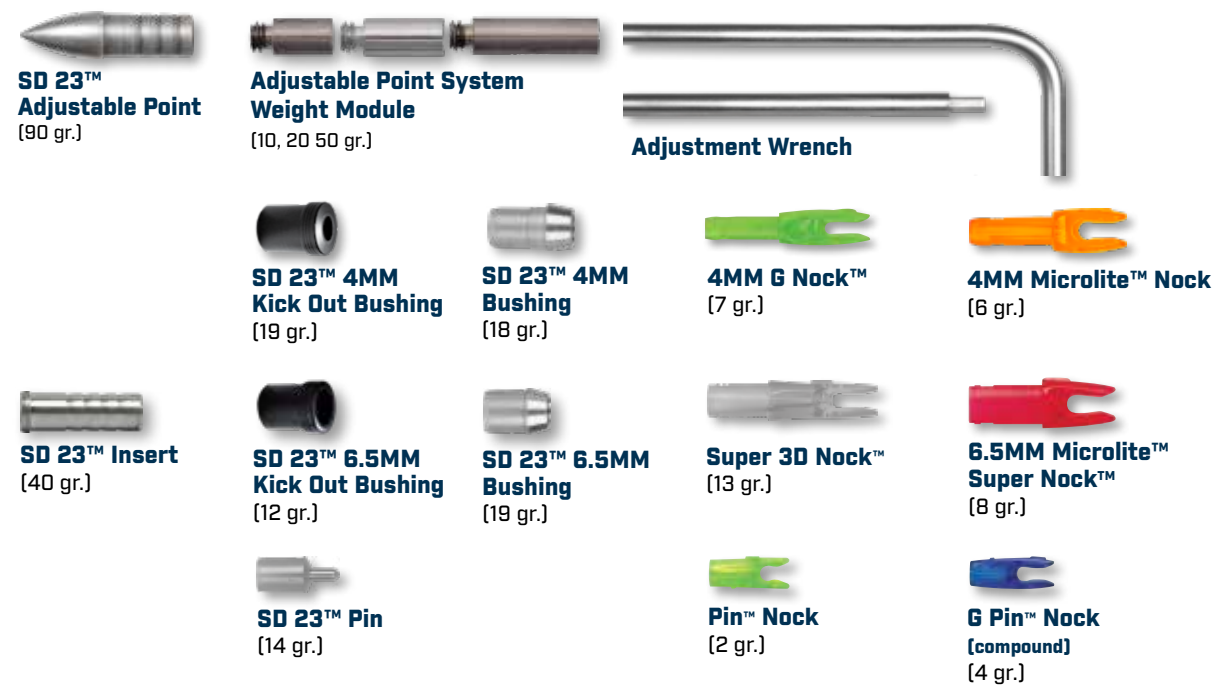 SD 23™
Adjustable Point
(90 gr.)
Adjustable Point System
Weight Module
(10, 20 50 gr.)
Adjustment Wrench
SD 23™ 4MM
Kick Out Bushing
(19 gr.)
SD 23™ 4MM
Bushing
(18 gr.)
4MM G Nock™
(7 gr.)
4MM Microlite™ Nock
(6 gr.)
SD 23™ Insert
(40 gr.)
SD 23™ 6.5MM
Kick Out Bushing
(12 gr.)
SD 23™ 6.5MM
Bushing
(19 gr.)
Super 3D Nock™
(13 gr.)
6.5MM Microlite™
Super Nock™
(8 gr.)
SD 23™ Pin
(14 gr.)
Pin™ Nock
(2 gr.)
G Pin™ Nock
(compound)
(4 gr.)